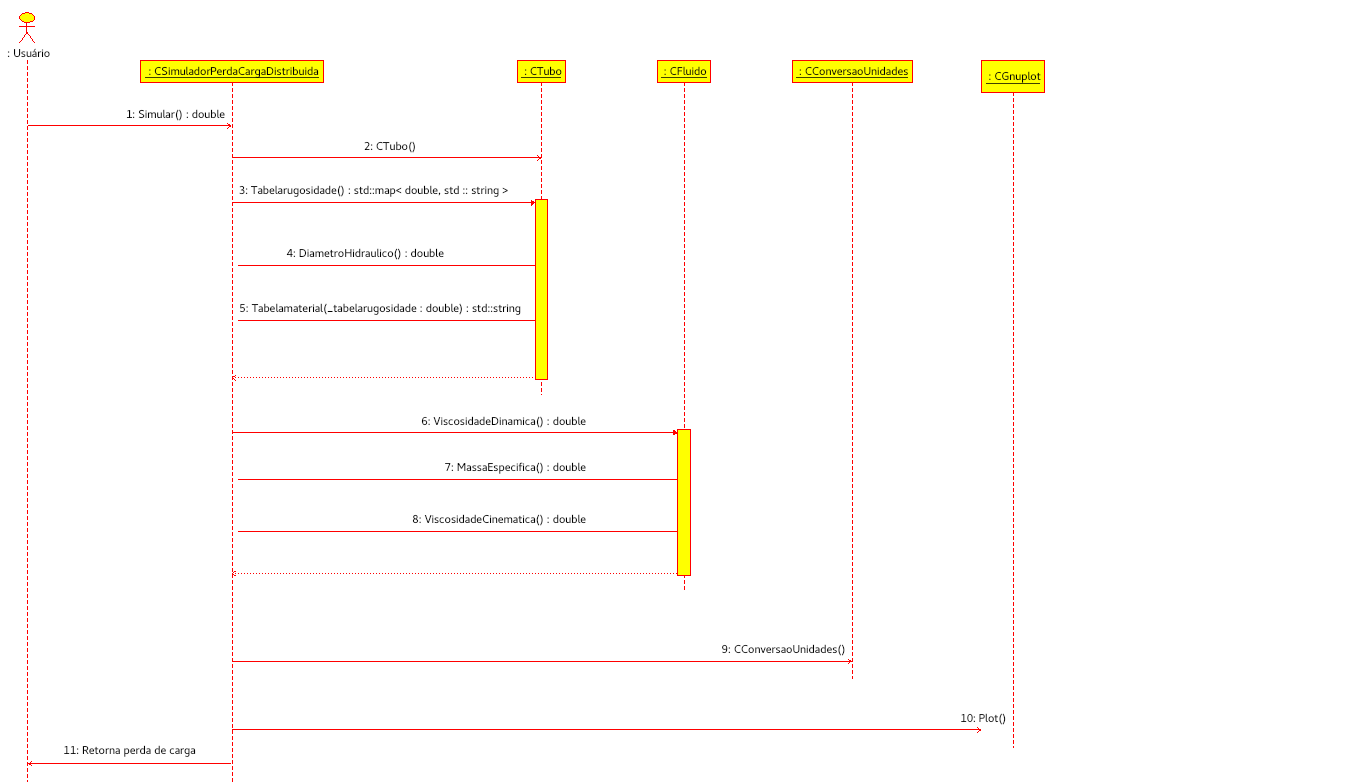 : Usuário
: CSimuladorPerdaCargaDistribuida
: CTubo
: CFluido
: CConversaoUnidades
: CGnuplot
1: Simular() : double
2: CTubo()
3: Tabelarugosidade() : std::map< double, std :: string >
4: DiametroHidraulico() : double
5: Tabelamaterial(_tabelarugosidade : double) : std::string
6: ViscosidadeDinamica() : double
7: MassaEspecifica() : double
8: ViscosidadeCinematica() : double
9: CConversaoUnidades()
10: Plot()
11: Retorna perda de carga